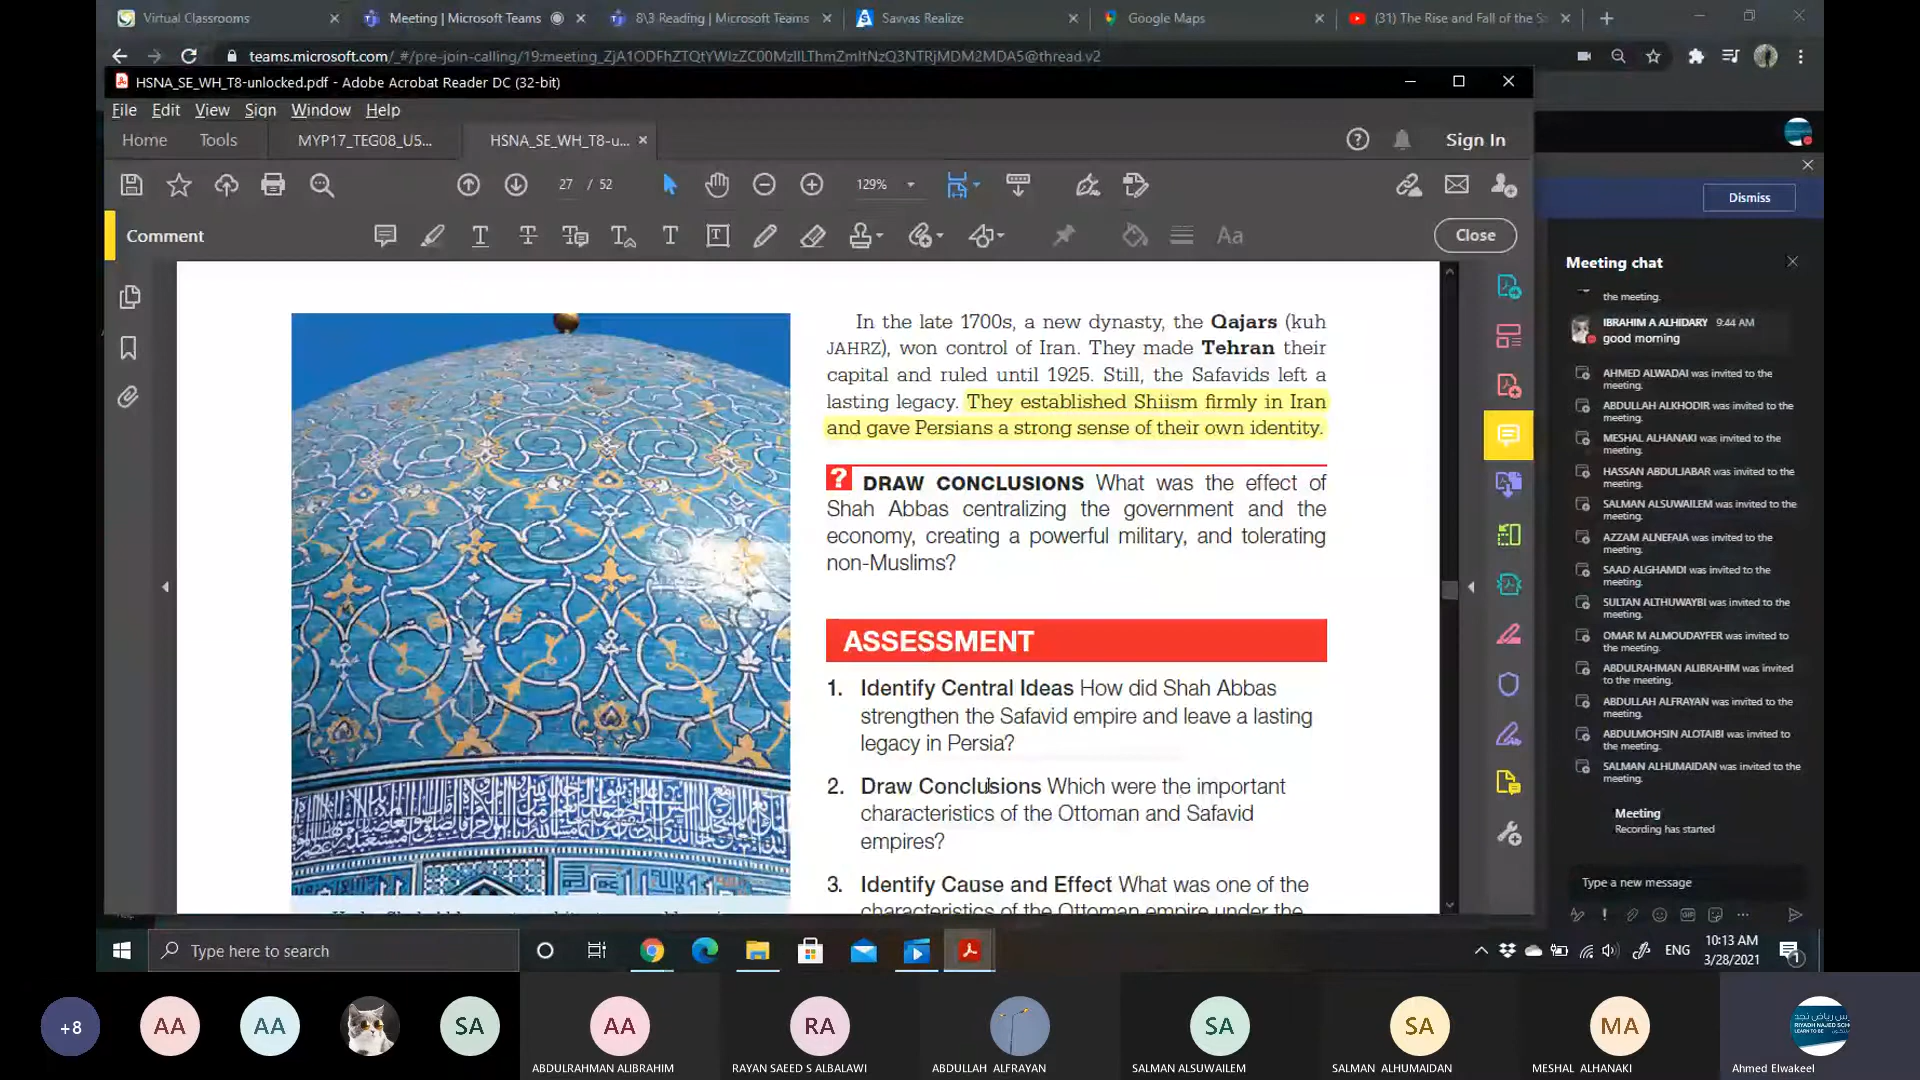 Virtual Classrooms
Meeting | Microsoft Teams
8\3 Reading | Microsoft Teams
Savvas Realize
Google Maps
(31) The Rise and Fall of the S
HSNA_SE_WH_T8-unlocked.pdf - Adobe Acrobat Reader DC (32-bit)
File Edit View Sign Window Help
Home Tools MYP17_TEG08_U5... HSNA_SE_WH_T8-u... Sign In
27 / 52 129%
Comment
Aa
Close
In the late 1700s, a new dynasty, the Qajars (kuh
JAHRZ), won control of Iran. They made Tehran their
capital and ruled until 1925. Still, the Safavids left a
lasting legacy. They established Shiism firmly in Iran
and gave Persians a strong sense of their own identity.
? DRAW CONCLUSIONS What was the effect of
Shah Abbas centralizing the government and the
economy, creating a powerful military, and tolerating
non-Muslims?
ASSESSMENT
1. Identify Central Ideas How did Shah Abbas
strengthen the Safavid empire and leave a lasting
legacy in Persia?
2. Draw Conclusions Which were the important
characteristics of the Ottoman and Safavid
empires?
3. Identify Cause and Effect What was one of the
characteristics of the Ottoman empire under the
Dismiss
Meeting chat
the meeting.
IBRAHIM A ALHIDARY 9:44 AM
good morning
AHMED ALWADAI was invited to the
meeting.
ABDULLAH ALKHODIR was invited to the
meeting.
MESHAL ALHANAKI was invited to the
meeting.
HASSAN ABDULJABAR was invited to the
meeting.
SALMAN ALSUWAILEM was invited to the
meeting.
AZZAM ALNEFAIA was invited to the
meeting.
SAAD ALGHAMDI was invited to the
meeting.
SULTAN ALTHUWAYBI was invited to the
meeting.
OMAR M ALMOUDAYFER was invited to
the meeting.
ABDULRAHMAN ALIBRAHIM was invited
to the meeting.
ABDULLAH ALFRAYAN was invited to the
meeting.
ABDULMOHSIN ALOTAIBI was invited to
the meeting.
SALMAN ALHUMAIDAN was invited to the
meeting.
Meeting
Recording has started
Type a new message
Type here to search
ENG
10:13 AM
3/28/2021
+8
AA
AA
SA
AA
RA
SA
SA
MA
RIYADH NAJED SCH
LEARN TO BE
ABDULRAHMAN ALIBRAHIM
RAYAN SAEED S ALBALAWI
ABDULLAH ALFRAYAN
SALMAN ALSUWAILEM
SALMAN ALHUMAIDAN
MESHAL ALHANAKI
Ahmed Elwakeel